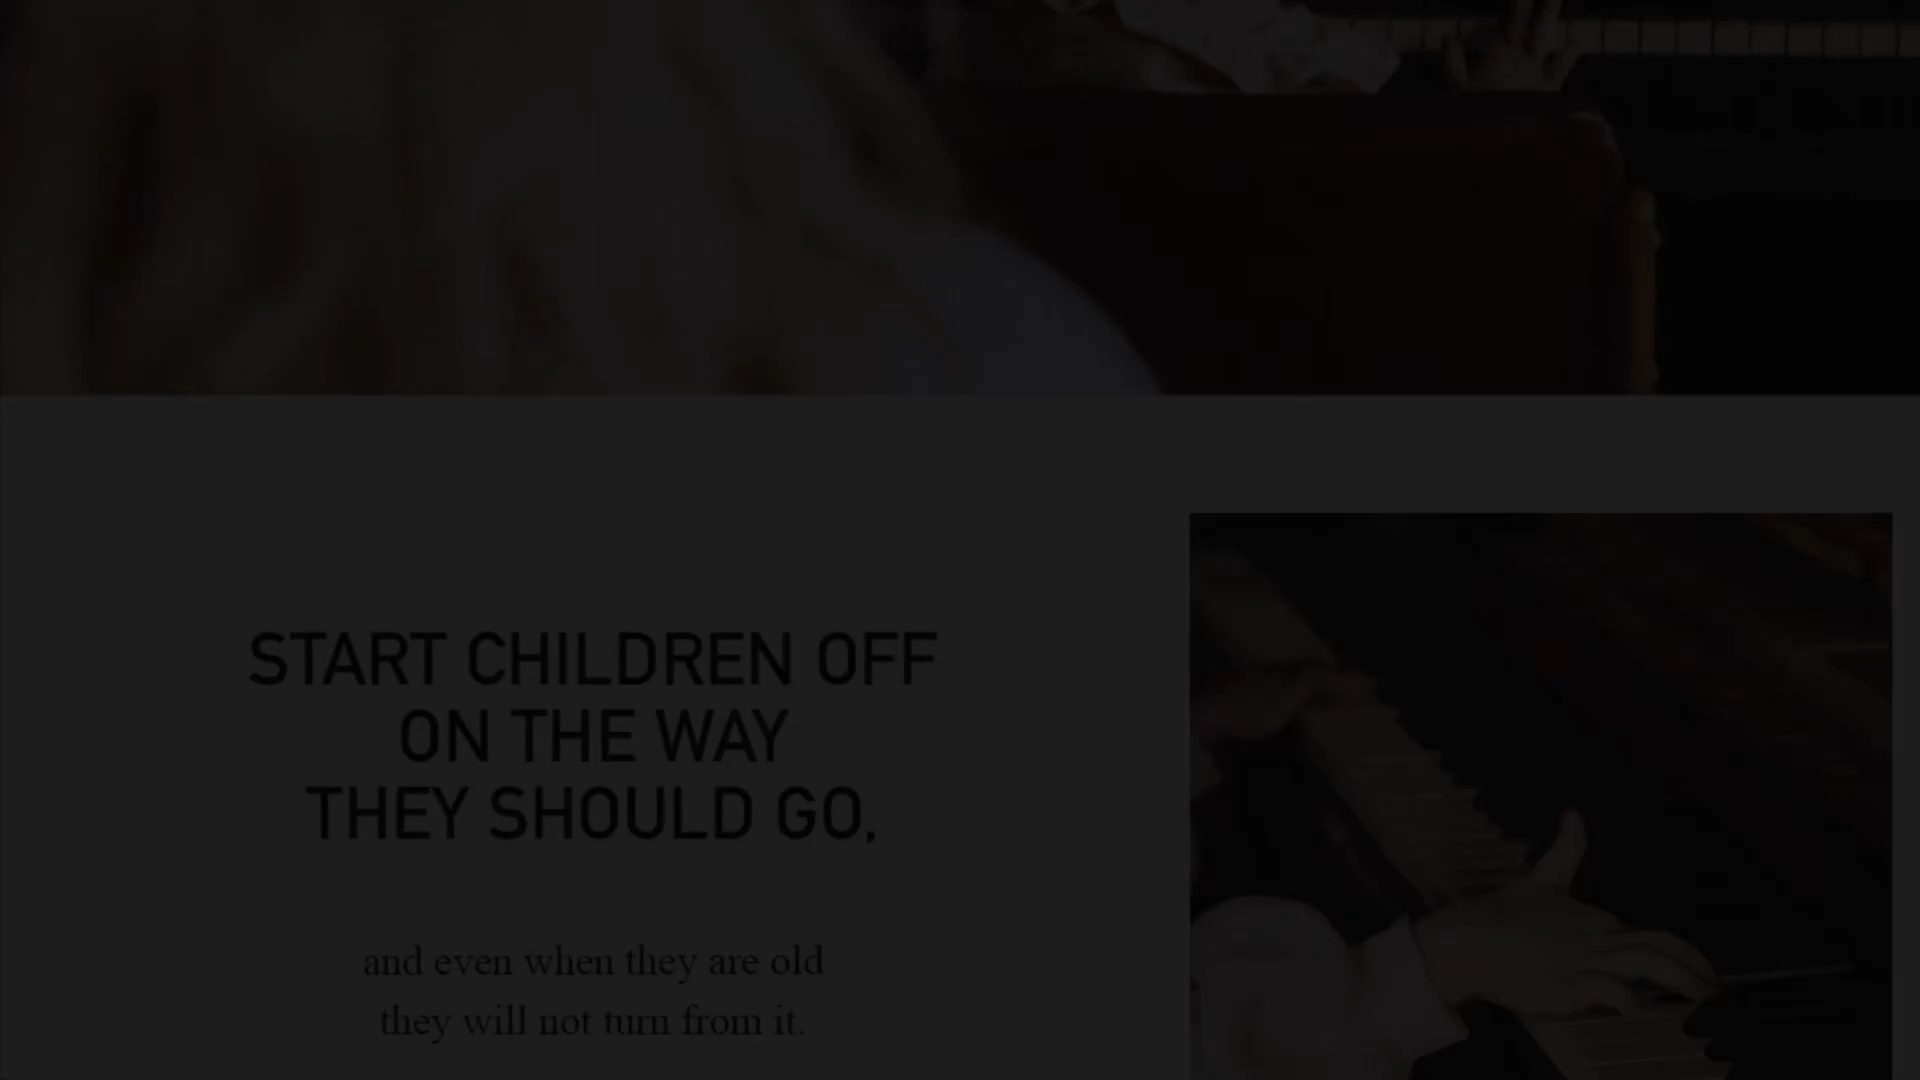 START CHILDREN OFF
ON THE WAY
THEY SHOULD GO,
and even when they are old
they will not turn from it.